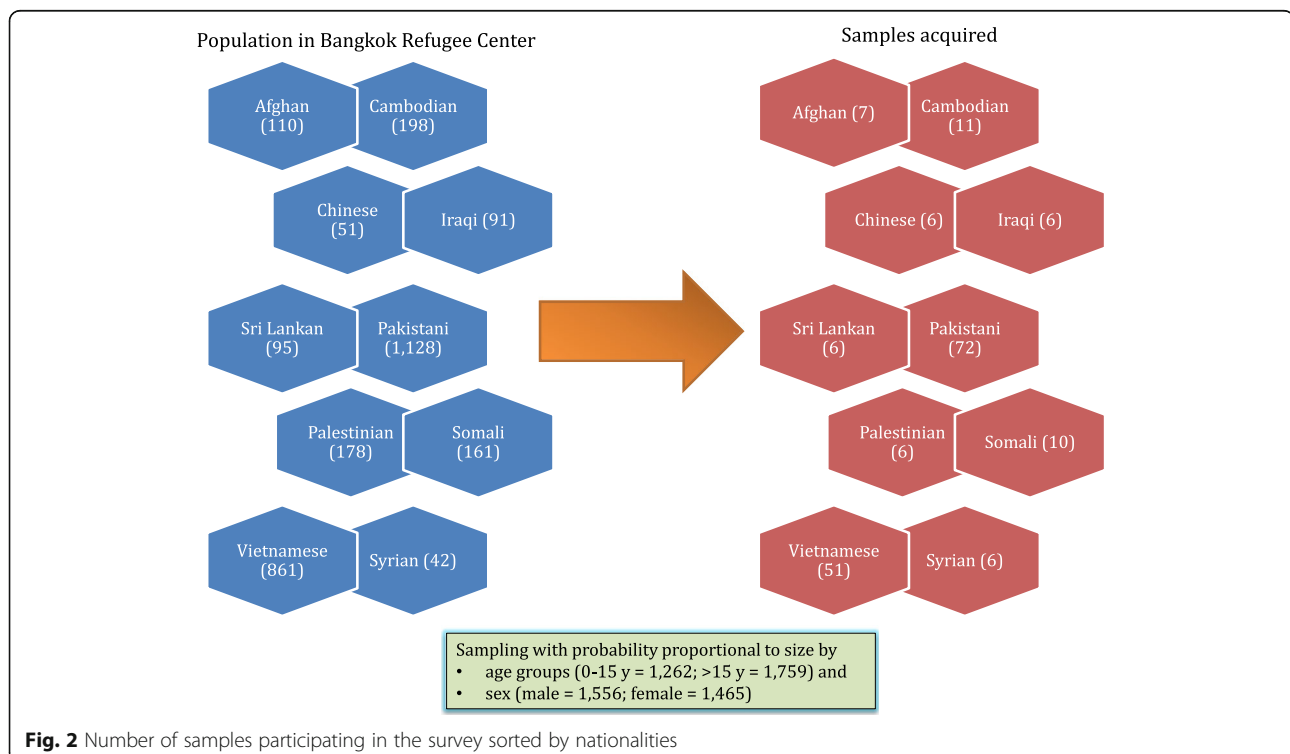 Population in Bangkok Refugee Center
Samples acquired
Afghan
(110)
Cambodian
(198)
Chinese
(51)
Iraqi (91)
Sri Lankan
(95)
Pakistani
(1,128)
Palestinian
(178)
Somali
(161)
Vietnamese
(861)
Syrian (42)
Afghan (7)
Cambodian
(11)
Chinese (6)
Iraqi (6)
Sri Lankan
(6)
Pakistani
(72)
Palestinian
(6)
Somali (10)
Vietnamese
(51)
Syrian (6)
Sampling with probability proportional to size by
• age groups (0-15 y = 1,262; >15 y = 1,759) and
• sex (male = 1,556; female = 1,465)
Fig. 2 Number of samples participating in the survey sorted by nationalities